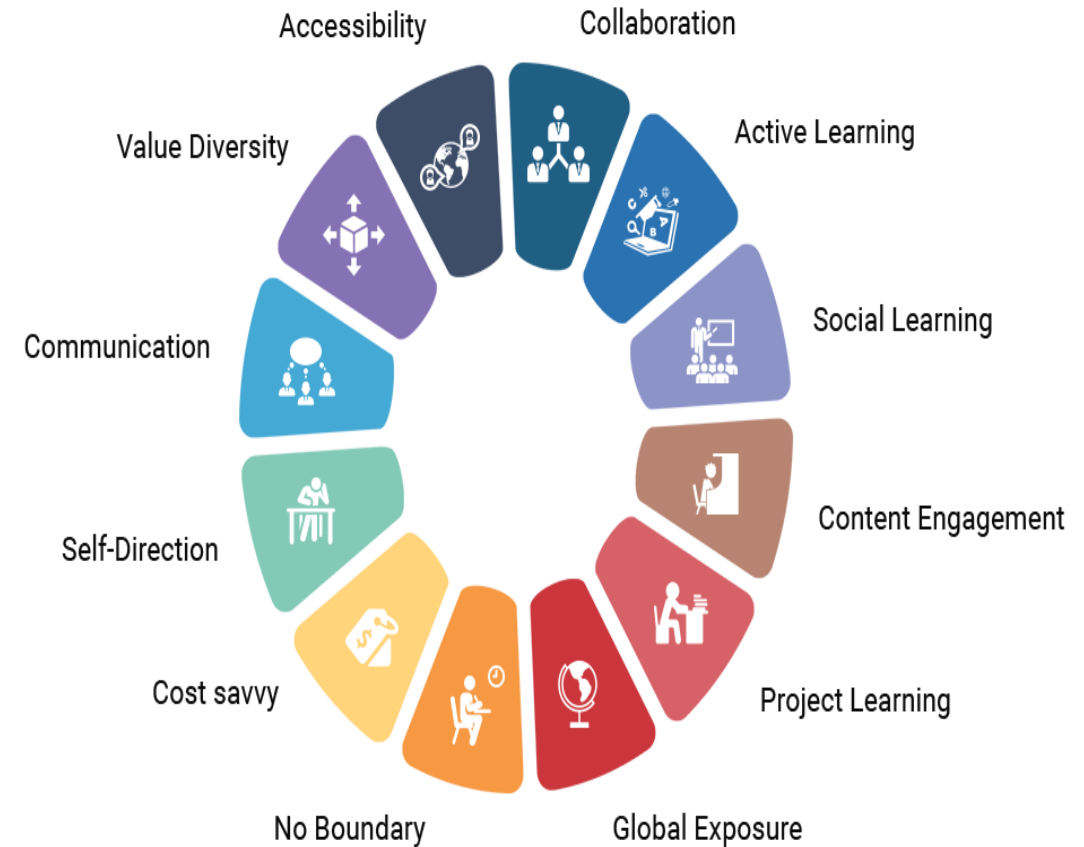 Accessibility
Collaboration
Value Diversity
Active Learning
Communication
Social Learning
Self-Direction
Content Engagement
Cost savvy
Project Learning
No Boundary
Global Exposure
A
B
$